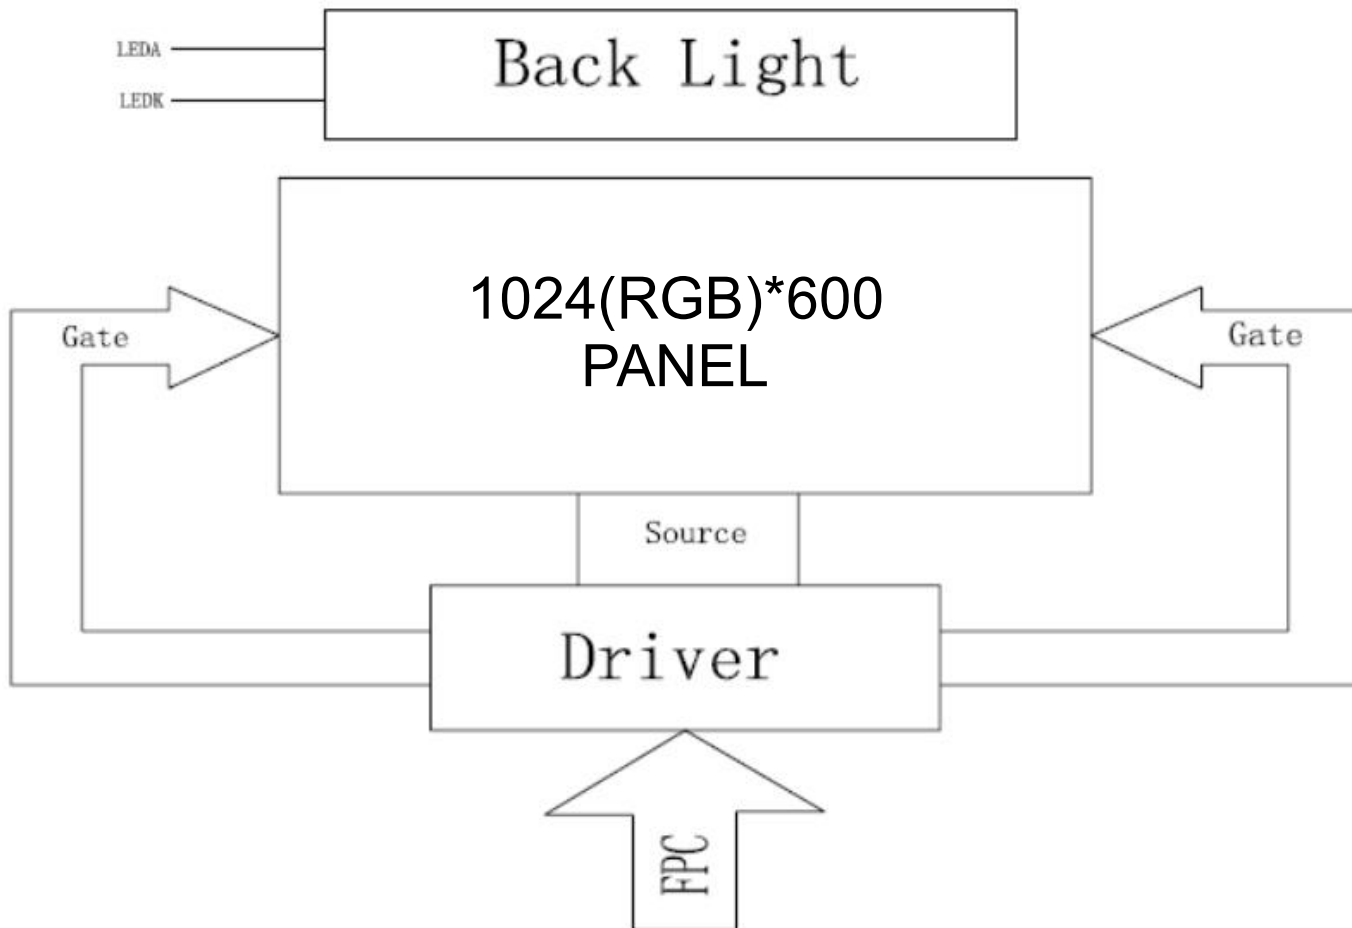 LEDA
LEDK
Back Light
1024(RGB)*600
PANEL
Gate
Gate
Source
Driver
FPC